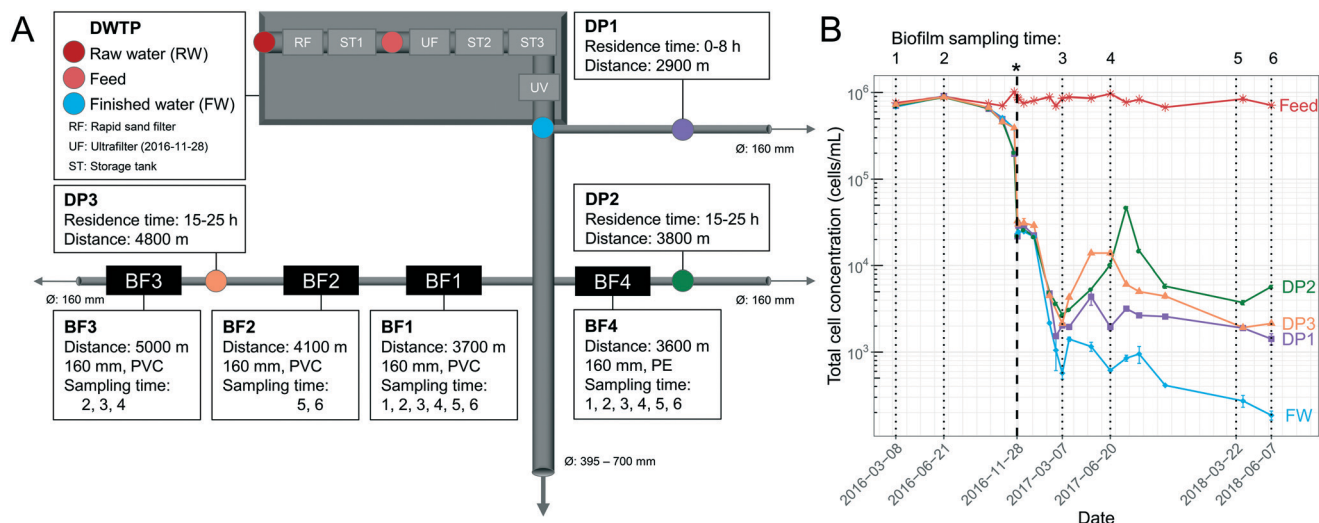 A
DWTP
Raw water (RW)
Feed
Finished water (FW)
RF: Rapid sand filter
UF: Ultrafilter (2016-11-28)
ST: Storage tank
RF
ST1
UF
ST2
ST3
UV
DP1
Residence time: 0-8 h
Distance: 2900 m
Ø: 160 mm
DP3
Residence time: 15-25 h
Distance: 4800 m
DP2
Residence time: 15-25 h
Distance: 3800 m
BF3
BF2
BF1
BF4
Ø: 160 mm
Ø: 160 mm
BF3
Distance: 5000 m
160 mm, PVC
Sampling time:
2, 3, 4
BF2
Distance: 4100 m
160 mm, PVC
Sampling time:
5, 6
BF1
Distance: 3700 m
160 mm, PVC
Sampling time:
1, 2, 3, 4, 5, 6
BF4
Distance: 3600 m
160 mm, PE
Sampling time:
1, 2, 3, 4, 5, 6
Ø: 395 – 700 mm
B
Biofilm sampling time:
1 2 * 3 4 5 6
Total cell concentration (cells/mL)
10⁶
10⁵
10⁴
10³
Feed
DP2
DP3
DP1
FW
2016–03–08
2016–06–21
2016–11–28
2017–03–07
2017–06–20
2018–03–22
2018–06–07
Date